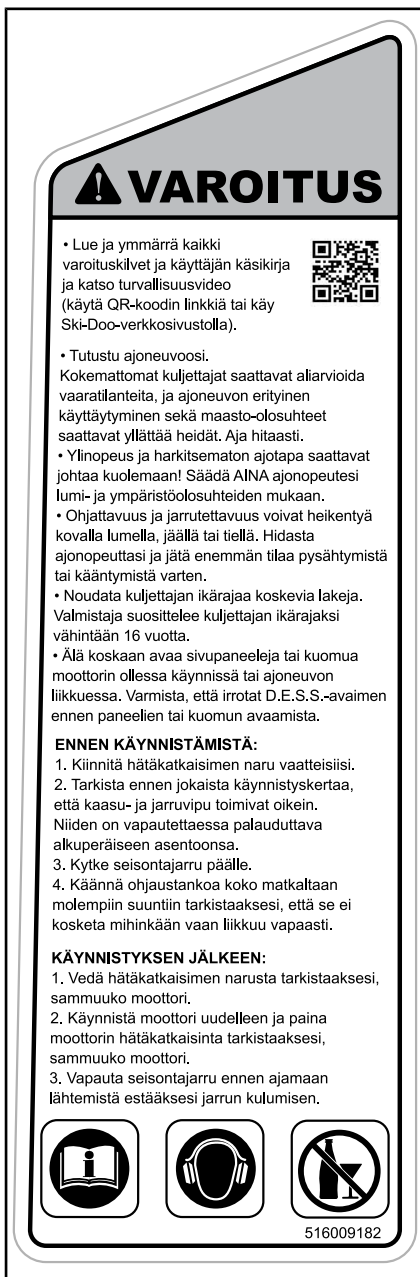 VAROITUS
• Lue ja ymmärrä kaikki
varoituskilvet ja käyttäjän käsikirja
ja katso turvallisuusvideo
(käytä QR-koodin linkkiä tai käy
Ski-Doo-verkkosivustolla).
• Tutustu ajoneuvoosi.
Kokemattomat kuljettajat saattavat aliarvioida
vaaratilanteita, ja ajoneuvon erityinen
käyttäytyminen sekä maasto-olosuhteet
saattavat yllättää heidät. Aja hitaasti.
• Ylinopeus ja harkitsematon ajotapa saattavat
johtaa kuolemaan! Säädä AINA ajonopeutesi
lumi- ja ympäristöolosuhteiden mukaan.
• Ohjattavuus ja jarrutettavuus voivat heikentyä
kovalla lumella, jäällä tai tiellä. Hidasta
ajonopeuttasi ja jätä enemmän tilaa pysähtymistä
tai kääntymistä varten.
• Noudata kuljettajan ikärajaa koskevia lakeja.
Valmistaja suosittelee kuljettajan ikärajaksi
vähintään 16 vuotta.
• Älä koskaan avaa sivupaneeleja tai kuomua
moottorin ollessa käynnissä tai ajoneuvon
liikkuessa. Varmista, että irrotat D.E.S.S.-avaimen
ennen paneelien tai kuomun avaamista.
ENNEN KÄYNNISTÄMISTÄ:
1. Kiinnitä hätäkatkaisimen naru vaatteisiisi.
2. Tarkista ennen jokaista käynnistyskertaa,
että kaasu- ja jarruvipu toimivat oikein.
Niiden on vapautettaessa palauduttava
alkuperäiseen asentoonsa.
3. Kytke seisontajarru päälle.
4. Käännä ohjaustankoa koko matkaltaan
molempiin suuntiin tarkistaaksesi, että se ei
kosketa mihinkään vaan liikkuu vapaasti.
KÄYNNISTYKSEN JÄLKEEN:
1. Vedä hätäkatkaisimen narusta tarkistaaksesi,
sammuuko moottori.
2. Käynnistä moottori uudelleen ja paina
moottorin hätäkatkaisinta tarkistaaksesi,
sammuuko moottori.
3. Vapauta seisontajarru ennen ajamaan
lähtemistä estääksesi jarrun kulumisen.
516009182